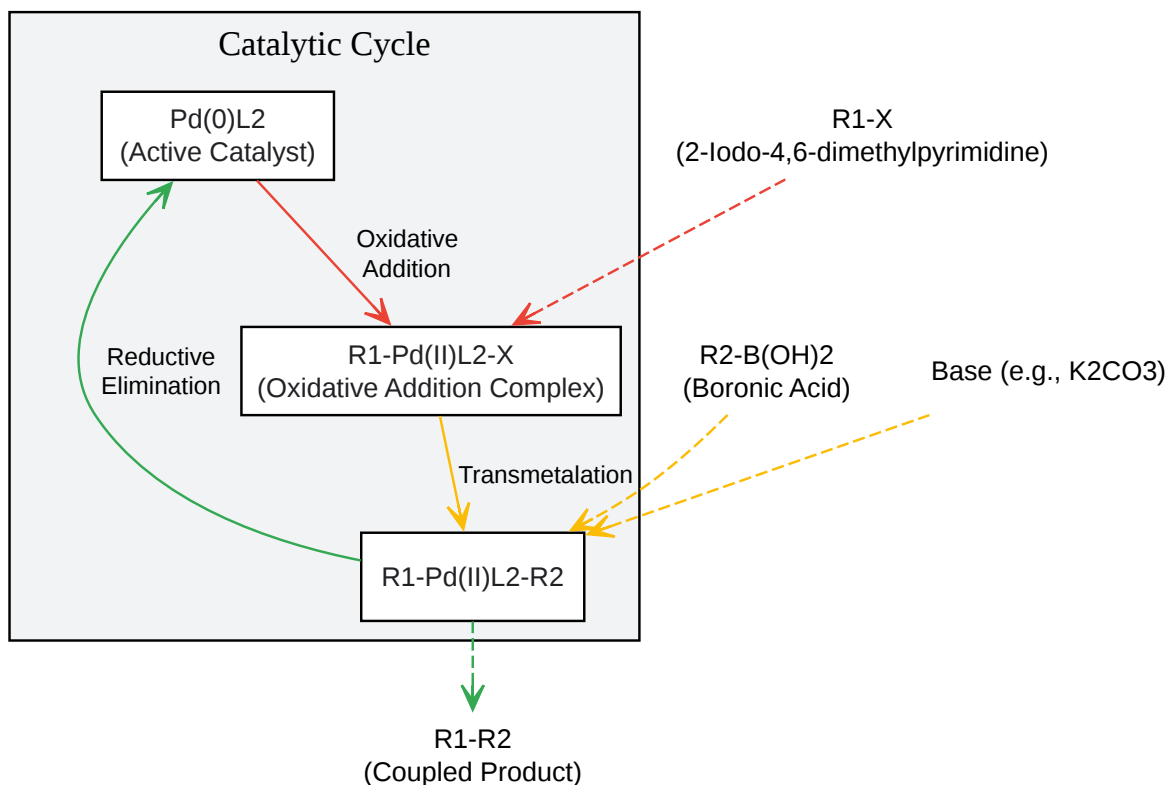 Catalytic Cycle
Pd(0)L2
(Active Catalyst)
R1-X
(2-Iodo-4,6-dimethylpyrimidine)
Oxidative
Addition
R1-Pd(II)L2-X
(Oxidative Addition Complex)
Reductive
Elimination
R2-B(OH)2
(Boronic Acid)
Base (e.g., K2CO3)
Transmetalation
R1-Pd(II)L2-R2
R1-R2
(Coupled Product)